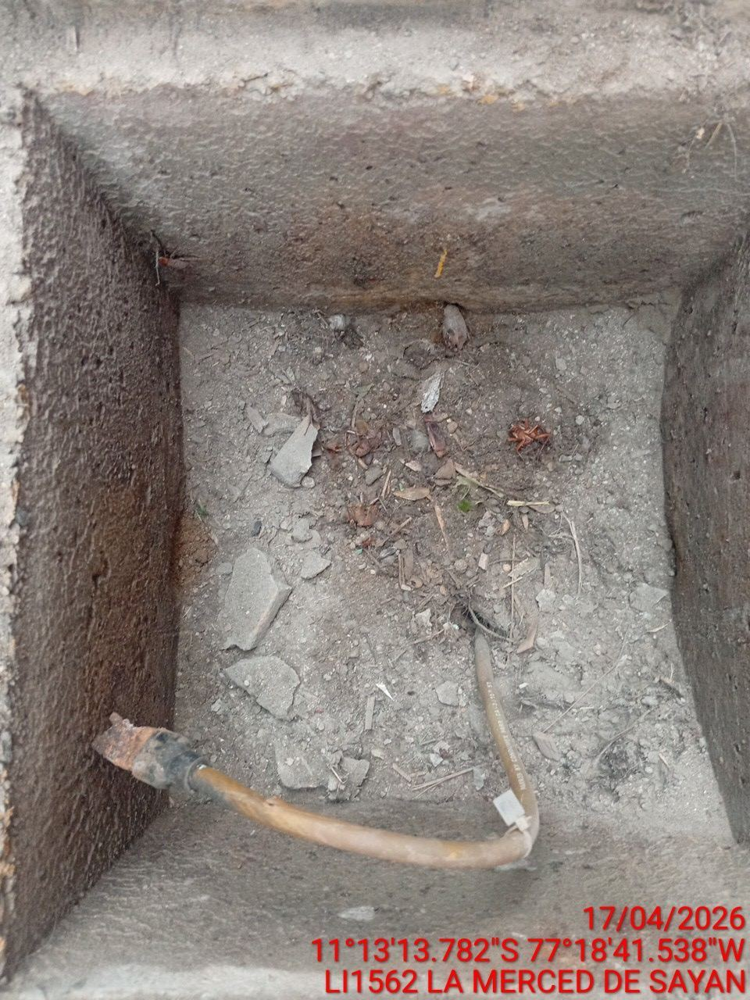 17/04/2026
11°13'13.782"S 77°18'41.538"W
LI1562 LA MERCED DE SAYAN